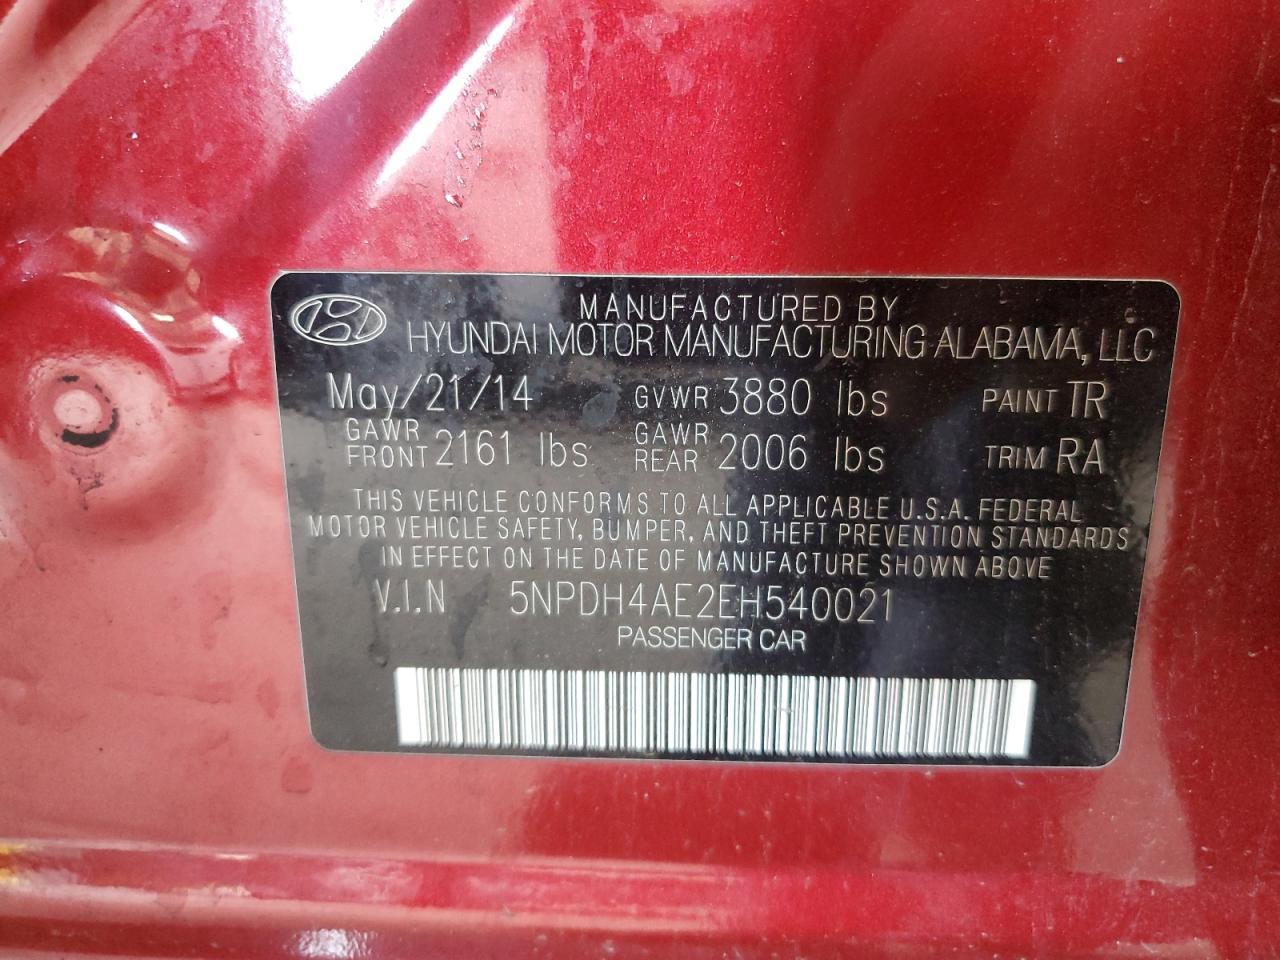 MANUFACTURED BY
HYUNDAI MOTOR MANUFACTURING ALABAMA, LLC
May/21/14 GVWR 3880 lbs PAINT TR
GAWR FRONT 2161 lbs GAWR REAR 2006 lbs TRIM RA
THIS VEHICLE CONFORMS TO ALL APPLICABLE U.S.A. FEDERAL
MOTOR VEHICLE SAFETY, BUMPER, AND THEFT PREVENTION STANDARDS
IN EFFECT ON THE DATE OF MANUFACTURE SHOWN ABOVE
V.I.N 5NPDH4AE2EH540021
PASSENGER CAR